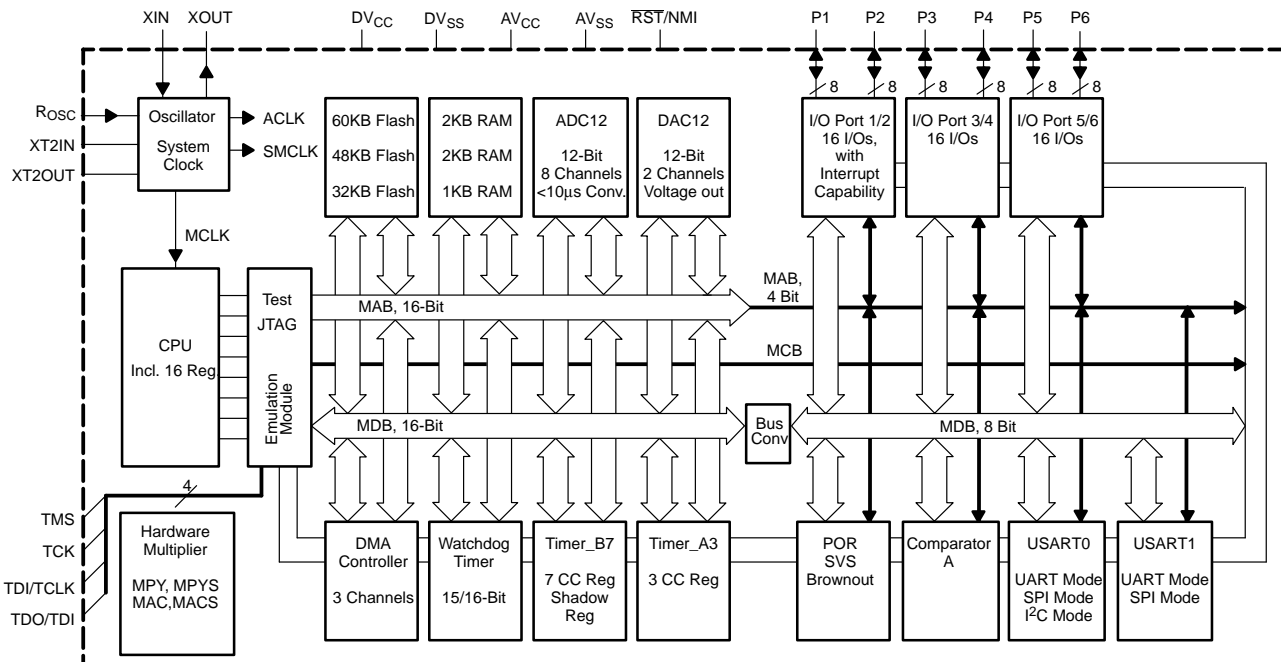 XIN
XOUT
DVCC
DVSS
AVCC
AVSS
RST/NMI
P1
P2
P3
P4
P5
P6
8
8
8
8
8
8
ROSC
XT2IN
XT2OUT
Oscillator
System
Clock
ACLK
SMCLK
60KB Flash
48KB Flash
32KB Flash
2KB RAM
2KB RAM
1KB RAM
ADC12
12-Bit
8 Channels
<10μs Conv.
DAC12
12-Bit
2 Channels
Voltage out
I/O Port 1/2
16 I/Os,
with
Interrupt
Capability
I/O Port 3/4
16 I/Os
I/O Port 5/6
16 I/Os
MCLK
CPU
Incl. 16 Reg.
Test
JTAG
Emulation
Module
MAB, 16-Bit
MAB,
4 Bit
MCB
MDB, 16-Bit
Bus
Conv
MDB, 8 Bit
4
TMS
TCK
TDI/TCLK
TDO/TDI
Hardware
Multiplier
MPY, MPYS
MAC,MACS
DMA
Controller
3 Channels
Watchdog
Timer
15/16-Bit
Timer_B7
7 CC Reg
Shadow
Reg
Timer_A3
3 CC Reg
POR
SVS
Brownout
Comparator
A
USART0
UART Mode
SPI Mode
I²C Mode
USART1
UART Mode
SPI Mode